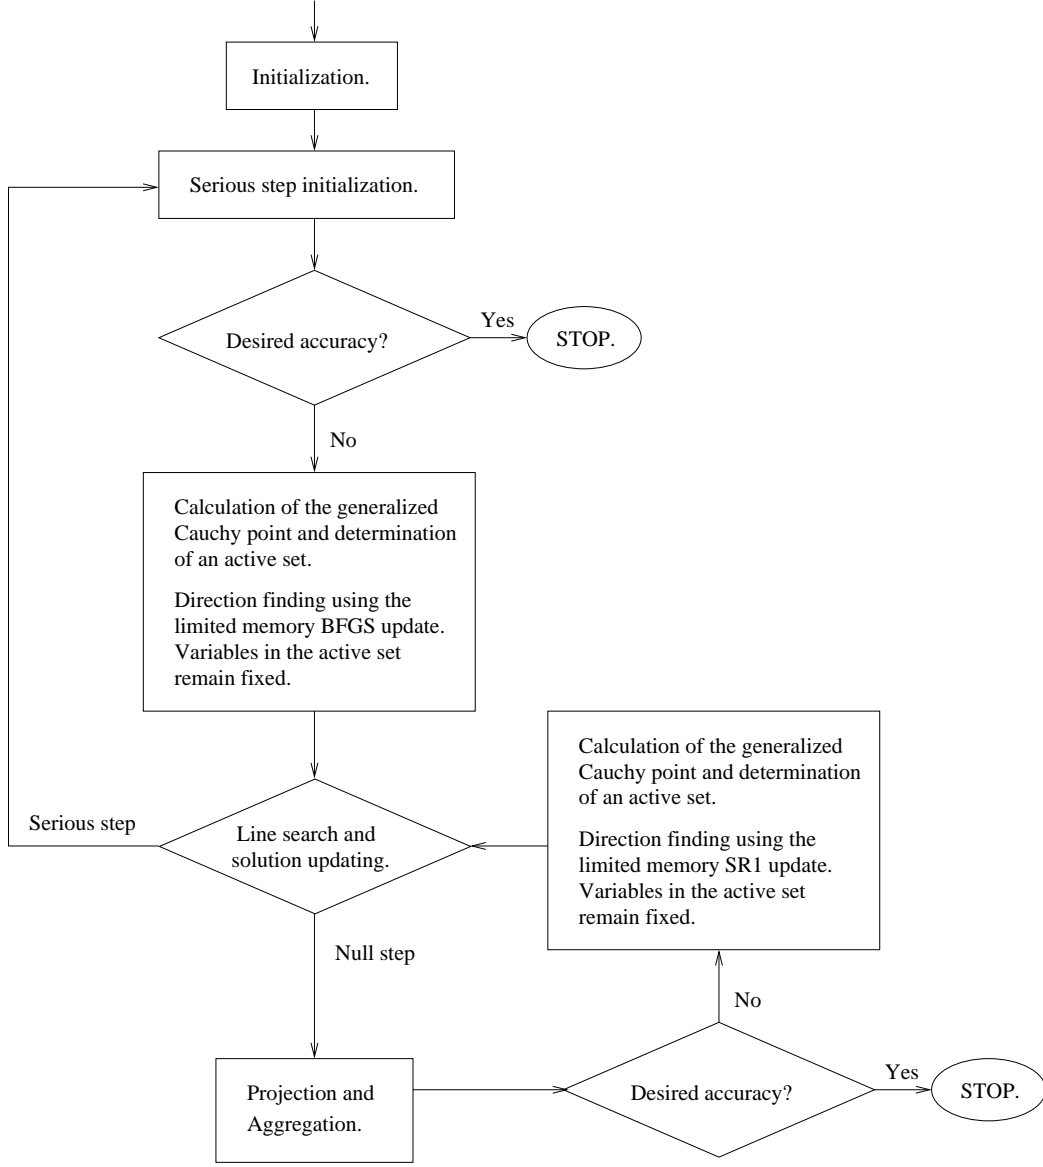 Initialization.
Serious step initialization.
Desired accuracy?
Yes
STOP.
No
Calculation of the generalized
Cauchy point and determination
of an active set.
Direction finding using the
limited memory BFGS update.
Variables in the active set
remain fixed.
Serious step
Line search and
solution updating.
Calculation of the generalized
Cauchy point and determination
of an active set.
Direction finding using the
limited memory SR1 update.
Variables in the active set
remain fixed.
Null step
No
Projection and
Aggregation.
Desired accuracy?
Yes
STOP.